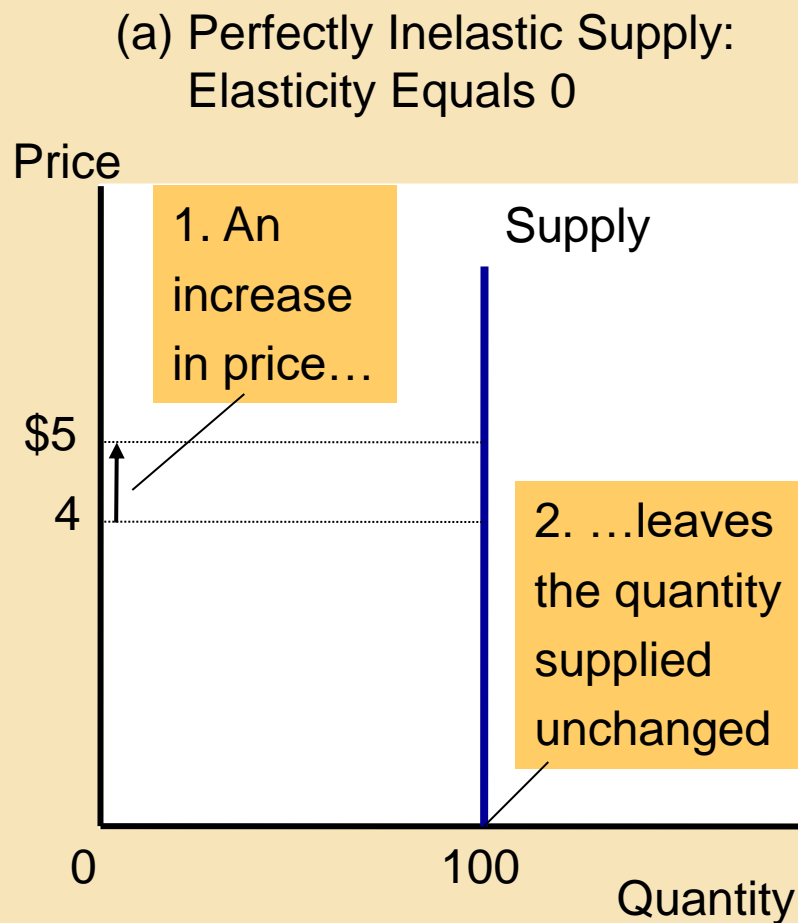 (a) Perfectly Inelastic Supply:
Elasticity Equals 0
Price
1. An
increase
in price…
Supply
$5
4
2. …leaves
the quantity
supplied
unchanged
0
100
Quantity